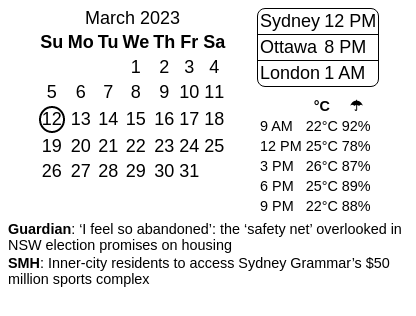 March 2023
Su Mo Tu We Th Fr Sa
1 2 3 4
5 6 7 8 9 10 11
12 13 14 15 16 17 18
19 20 21 22 23 24 25
26 27 28 29 30 31
Sydney 12 PM
Ottawa 8 PM
London 1 AM
°C ☂
9 AM 22°C 92%
12 PM 25°C 78%
3 PM 26°C 87%
6 PM 25°C 89%
9 PM 22°C 88%
Guardian: ‘I feel so abandoned’: the ‘safety net’ overlooked in
NSW election promises on housing
SMH: Inner-city residents to access Sydney Grammar’s $50
million sports complex